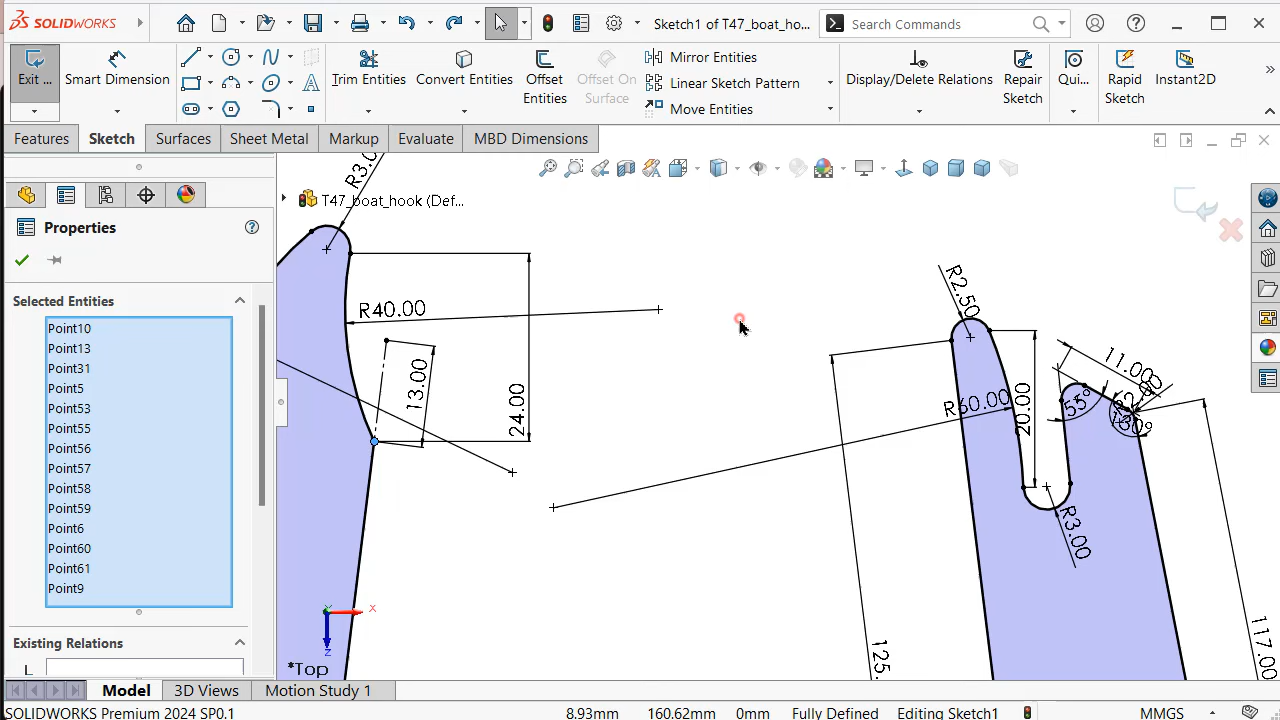 SOLIDWORKS
Sketch1 of T47_boat_ho...
Search Commands
Exit ...
Smart Dimension
Trim Entities
Convert Entities
Offset Entities
Offset On Surface
Mirror Entities
Linear Sketch Pattern
Move Entities
Display/Delete Relations
Repair Sketch
Qui...
Rapid Sketch
Instant2D
Features
Sketch
Surfaces
Sheet Metal
Markup
Evaluate
MBD Dimensions
T47_boat_hook (Def...
Properties
Selected Entities
Point10
Point13
Point31
Point5
Point53
Point55
Point56
Point57
Point58
Point59
Point6
Point60
Point61
Point9
Existing Relations
R40.00
13.00
24.00
R2.50
11.00
R60.00
20.00
55°
130°
R3.00
125.
117.00
X
Z
*Top
Model
3D Views
Motion Study 1
SOLIDWORKS Premium 2024 SP0.1
8.93mm
160.62mm
0mm
Fully Defined
Editing Sketch1
MMGS